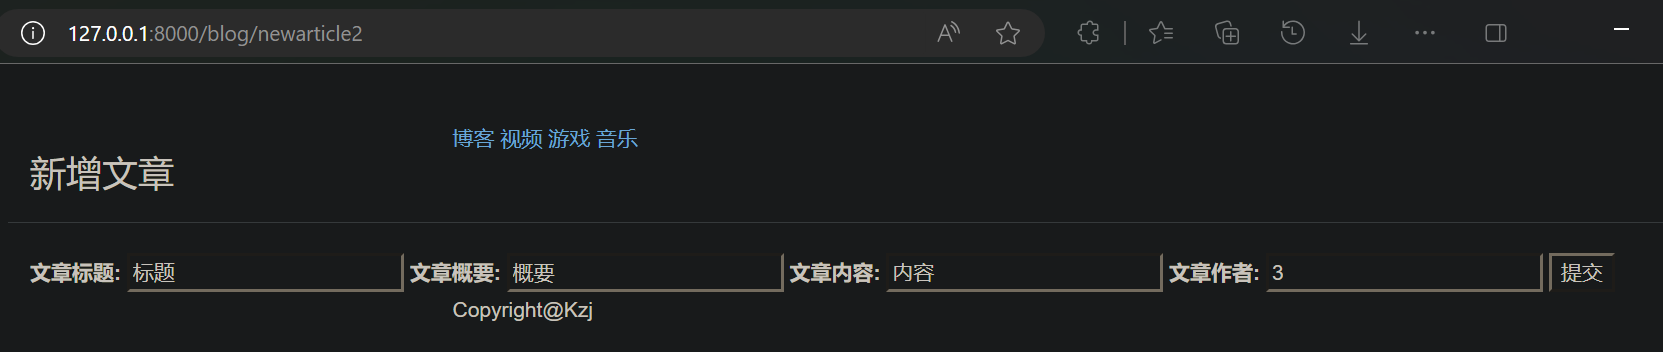 127.0.0.1:8000/blog/newarticle2
博客 视频 游戏 音乐
新增文章
文章标题: 标题 文章概要: 概要 文章内容: 内容 文章作者: 3 提交
Copyright@Kzj